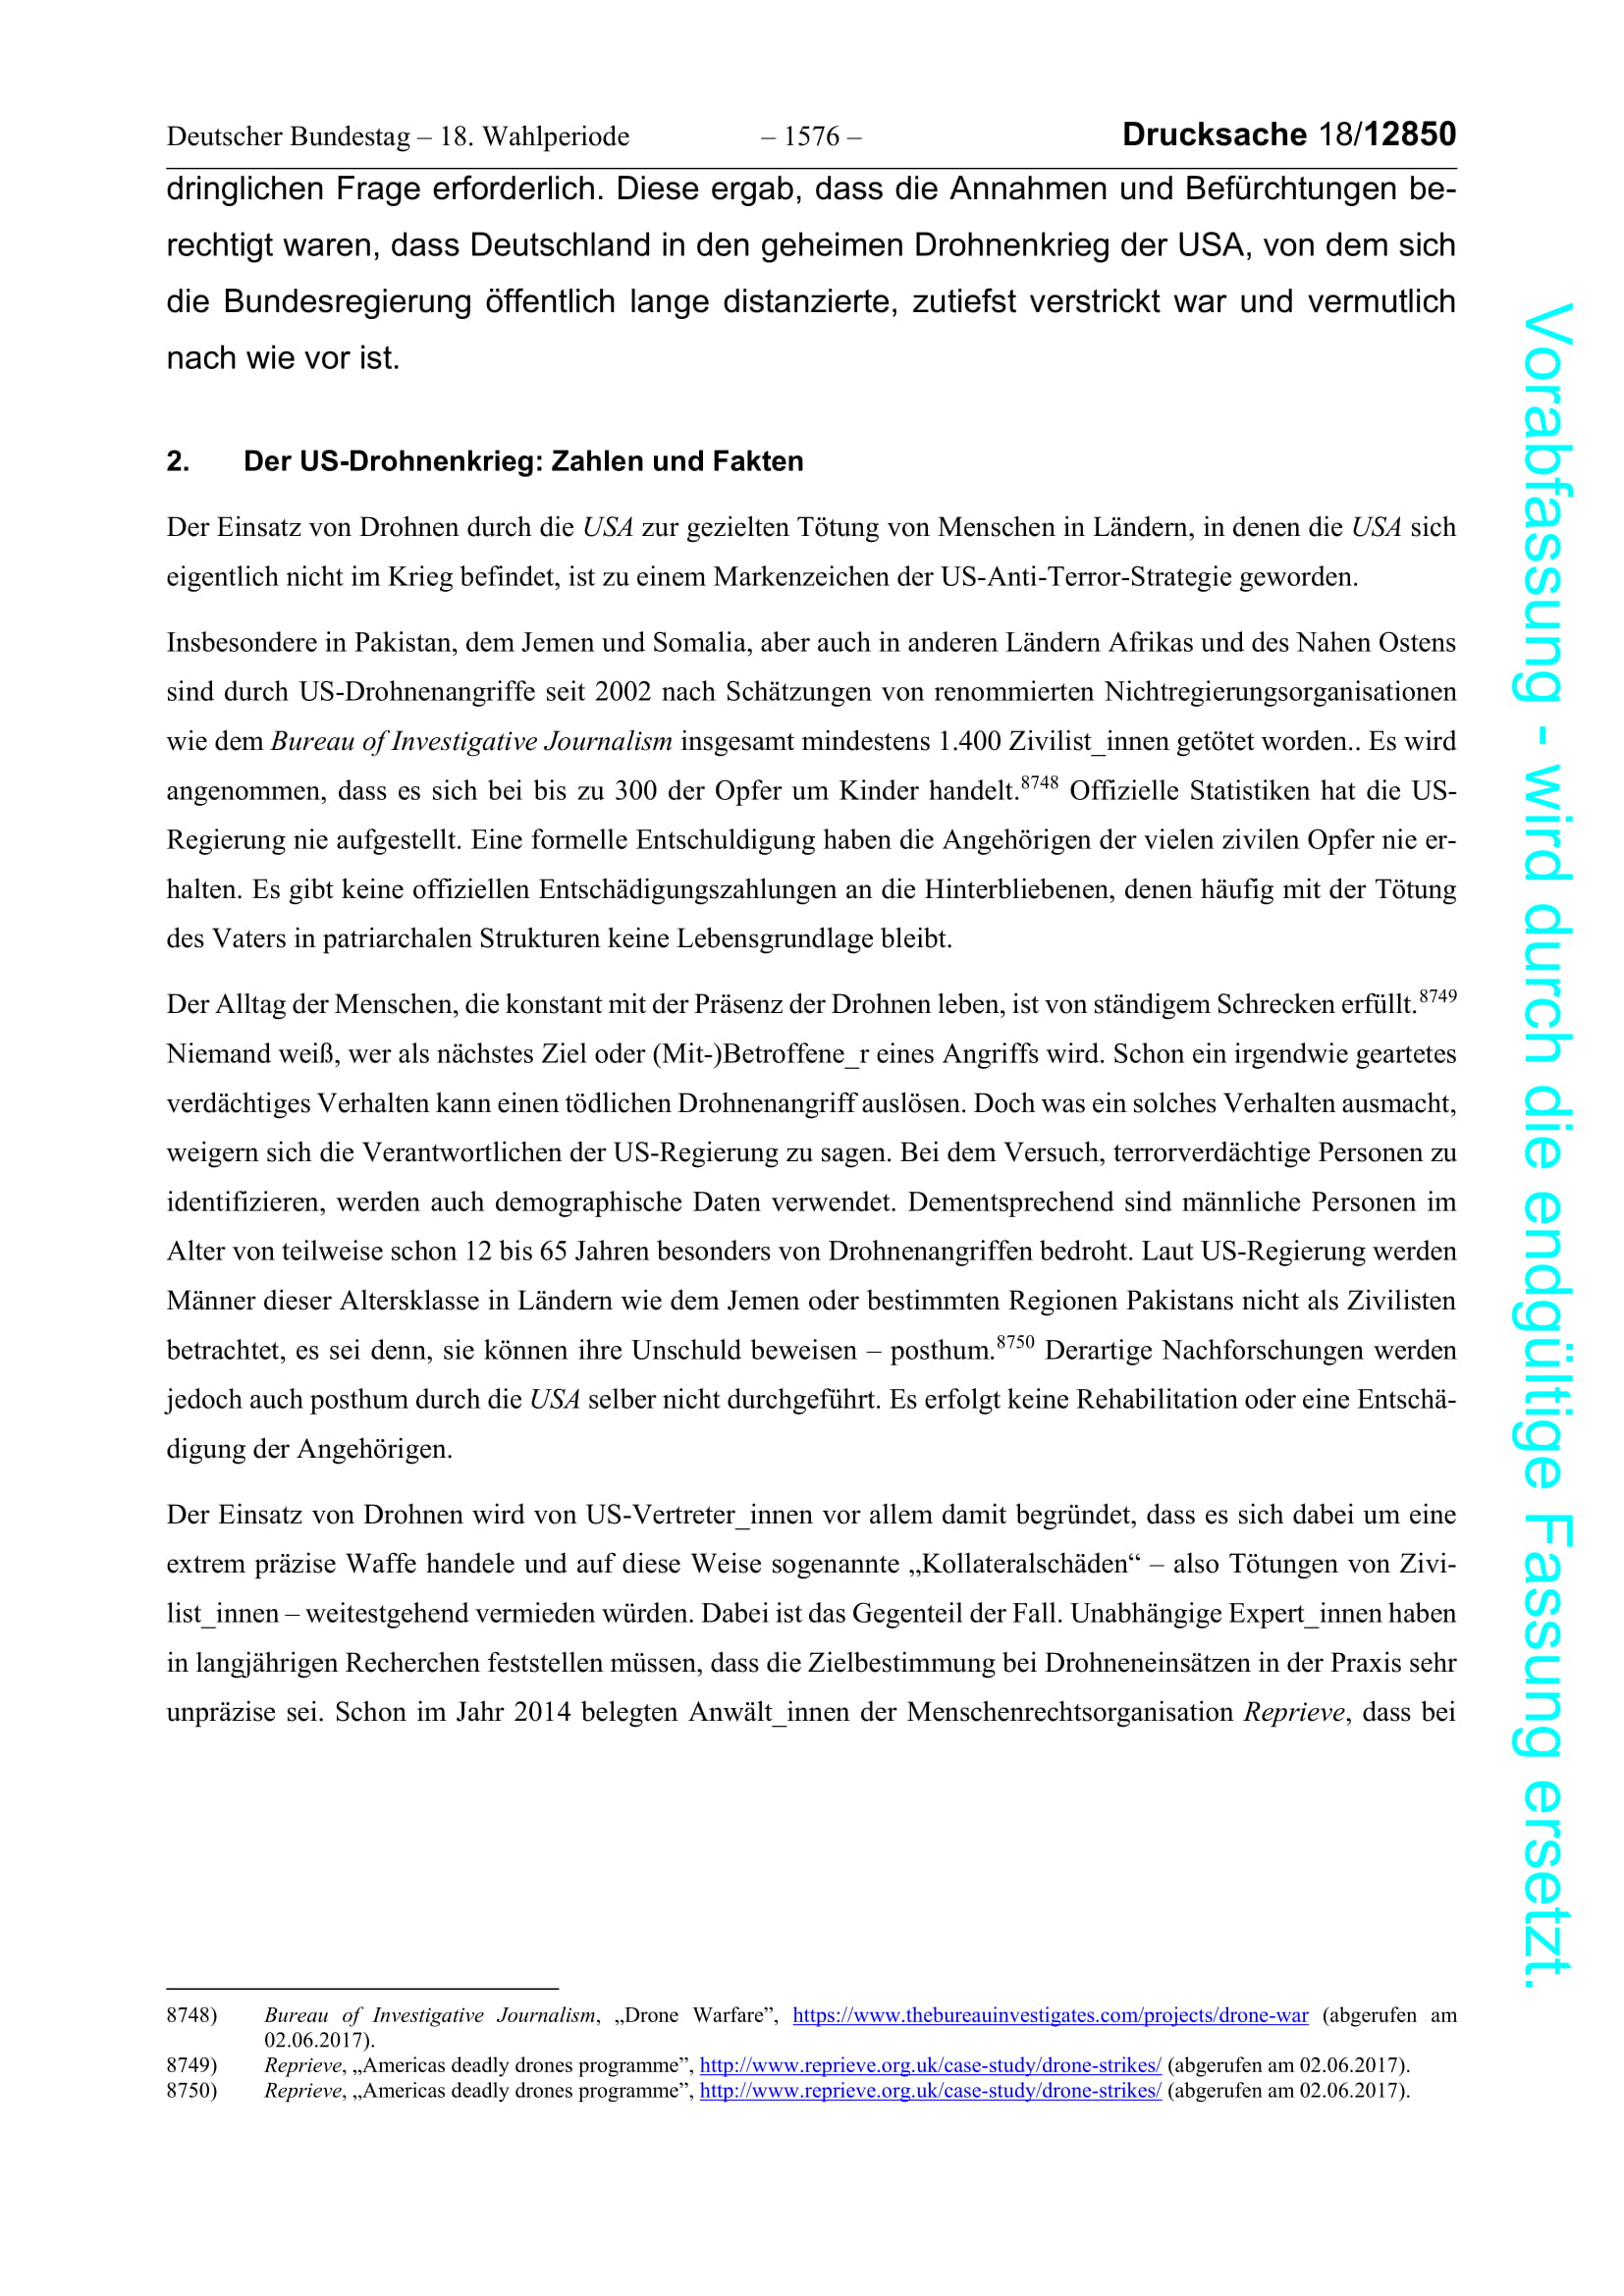 Deutscher Bundestag – 18. Wahlperiode – 1576 – Drucksache 18/12850
dringlichen Frage erforderlich. Diese ergab, dass die Annahmen und Befürchtungen be-
rechtigt waren, dass Deutschland in den geheimen Drohnenkrieg der USA, von dem sich
die Bundesregierung öffentlich lange distanzierte, zutiefst verstrickt war und vermutlich
nach wie vor ist.
2. Der US-Drohnenkrieg: Zahlen und Fakten
Der Einsatz von Drohnen durch die USA zur gezielten Tötung von Menschen in Ländern, in denen die USA sich
eigentlich nicht im Krieg befindet, ist zu einem Markenzeichen der US-Anti-Terror-Strategie geworden.
Insbesondere in Pakistan, dem Jemen und Somalia, aber auch in anderen Ländern Afrikas und des Nahen Ostens
sind durch US-Drohnenangriffe seit 2002 nach Schätzungen von renommierten Nichtregierungsorganisationen
wie dem Bureau of Investigative Journalism insgesamt mindestens 1.400 Zivilist_innen getötet worden.. Es wird
angenommen, dass es sich bei bis zu 300 der Opfer um Kinder handelt.8748 Offizielle Statistiken hat die US-
Regierung nie aufgestellt. Eine formelle Entschuldigung haben die Angehörigen der vielen zivilen Opfer nie er-
halten. Es gibt keine offiziellen Entschädigungszahlungen an die Hinterbliebenen, denen häufig mit der Tötung
des Vaters in patriarchalen Strukturen keine Lebensgrundlage bleibt.
Der Alltag der Menschen, die konstant mit der Präsenz der Drohnen leben, ist von ständigem Schrecken erfüllt.8749
Niemand weiß, wer als nächstes Ziel oder (Mit-)Betroffene_r eines Angriffs wird. Schon ein irgendwie geartetes
verdächtiges Verhalten kann einen tödlichen Drohnenangriff auslösen. Doch was ein solches Verhalten ausmacht,
weigern sich die Verantwortlichen der US-Regierung zu sagen. Bei dem Versuch, terrorverdächtige Personen zu
identifizieren, werden auch demographische Daten verwendet. Dementsprechend sind männliche Personen im
Alter von teilweise schon 12 bis 65 Jahren besonders von Drohnenangriffen bedroht. Laut US-Regierung werden
Männer dieser Altersklasse in Ländern wie dem Jemen oder bestimmten Regionen Pakistans nicht als Zivilisten
betrachtet, es sei denn, sie können ihre Unschuld beweisen – posthum.8750 Derartige Nachforschungen werden
jedoch auch posthum durch die USA selber nicht durchgeführt. Es erfolgt keine Rehabilitation oder eine Entschä-
digung der Angehörigen.
Der Einsatz von Drohnen wird von US-Vertreter_innen vor allem damit begründet, dass es sich dabei um eine
extrem präzise Waffe handele und auf diese Weise sogenannte „Kollateralschäden“ – also Tötungen von Zivi-
list_innen – weitestgehend vermieden würden. Dabei ist das Gegenteil der Fall. Unabhängige Expert_innen haben
in langjährigen Recherchen feststellen müssen, dass die Zielbestimmung bei Drohneneinsätzen in der Praxis sehr
unpräzise sei. Schon im Jahr 2014 belegten Anwält_innen der Menschenrechtsorganisation Reprieve, dass bei
8748) Bureau of Investigative Journalism, „Drone Warfare”, https://www.thebureauinvestigates.com/projects/drone-war (abgerufen am
02.06.2017).
8749) Reprieve, „Americas deadly drones programme”, http://www.reprieve.org.uk/case-study/drone-strikes/ (abgerufen am 02.06.2017).
8750) Reprieve, „Americas deadly drones programme”, http://www.reprieve.org.uk/case-study/drone-strikes/ (abgerufen am 02.06.2017).
Vorabfassung - wird durch die endgültige Fassung ersetzt.